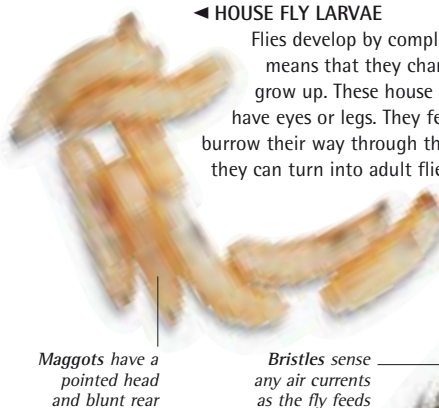 ◄ HOUSE FLY LARVAE
Flies develop by compl
means that they chan
grow up. These house
have eyes or legs. They fe
burrow their way through th
they can turn into adult flie
Maggots have a
pointed head
and blunt rear
Bristles sense
any air currents
as the fly feeds